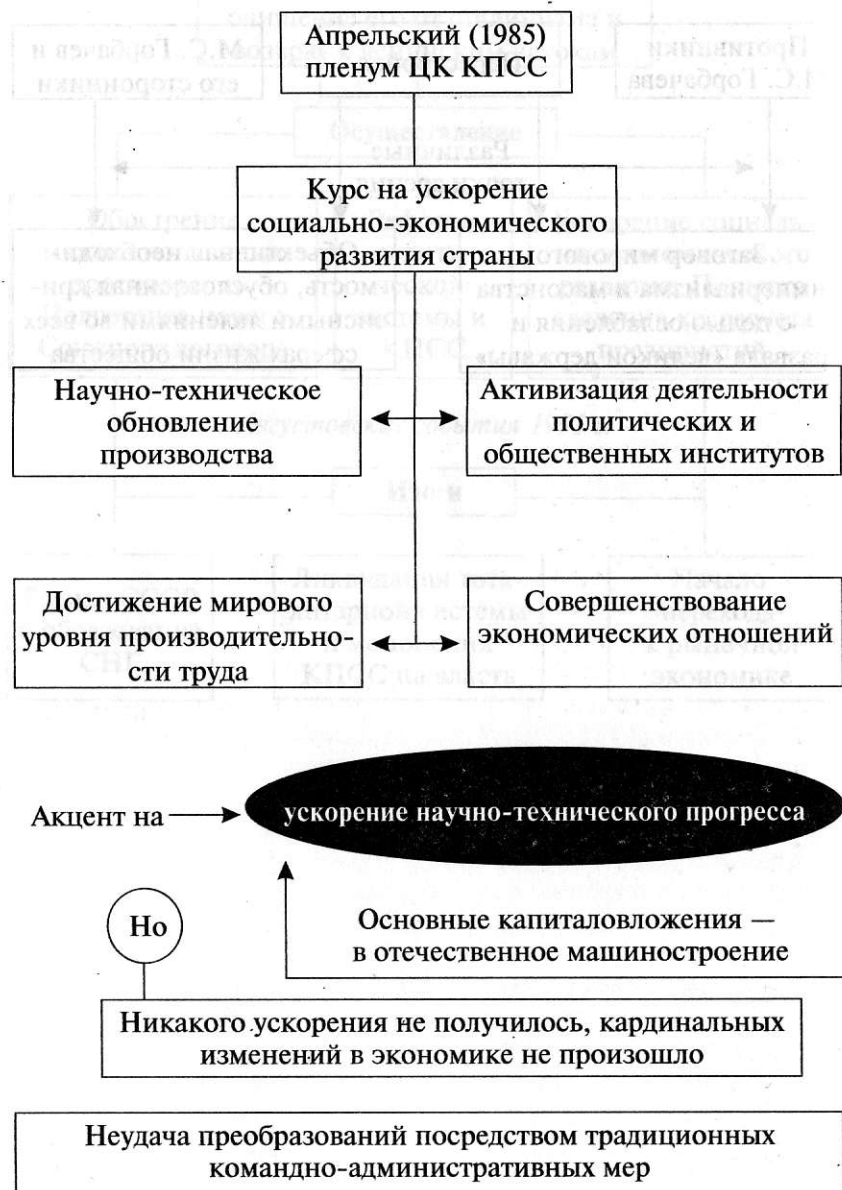 Апрельский (1985)
пленум ЦК КПСС
Курс на ускорение
социально-экономического
развития страны
Научно-техническое
обновление
производства
Активизация деятельности
политических и
общественных институтов
Достижение мирового
уровня производительно-
сти труда
Совершенствование
экономических отношений
Акцент на
ускорение научно-технического прогресса
Но
Основные капиталовложения —
в отечественное машиностроение
Никакого ускорения не получилось, кардинальных
изменений в экономике не произошло
Неудача преобразований посредством традиционных
командно-административных мер